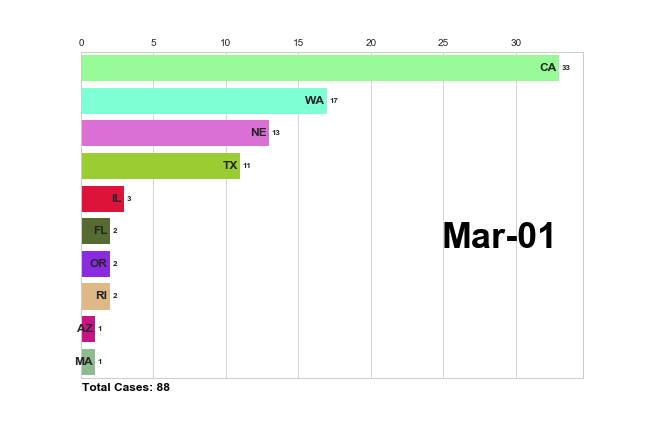 0 5 10 15 20 25 30
CA 33
WA 17
NE 13
TX 11
IL 3
FL 2
Mar-01
OR 2
RI 2
AZ 1
MA 1
Total Cases: 88